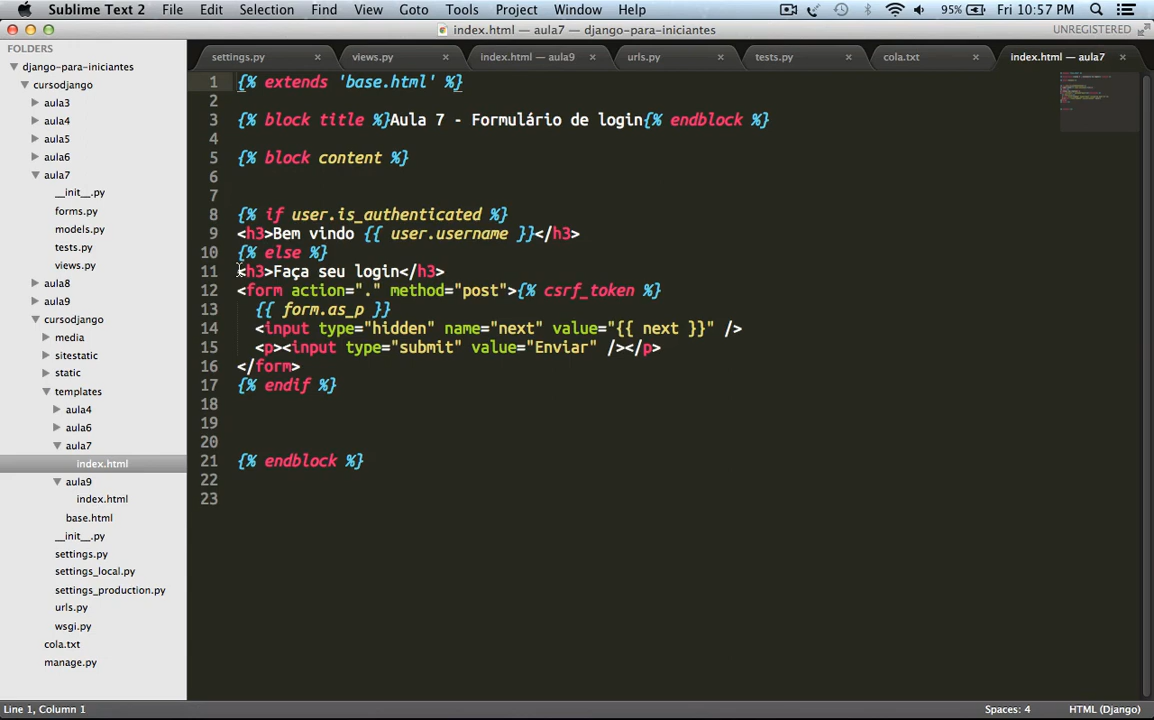 Sublime Text 2 File Edit Selection Find View Goto Tools Project Window Help 95% Fri 10:57 PM
index.html — aula7 — django-para-iniciantes UNREGISTERED
FOLDERS
django-para-iniciantes
cursodjango
aula3
aula4
aula5
aula6
aula7
__init__.py
forms.py
models.py
tests.py
views.py
aula8
aula9
cursodjango
media
sitestatic
static
templates
aula4
aula6
aula7
index.html
aula9
index.html
base.html
__init__.py
settings.py
settings_local.py
settings_production.py
urls.py
wsgi.py
cola.txt
manage.py
settings.py views.py index.html — aula9 urls.py tests.py cola.txt index.html — aula7
1 {% extends 'base.html' %}
2
3 {% block title %}Aula 7 - Formulário de login{% endblock %}
4
5 {% block content %}
6
7
8 {% if user.is_authenticated %}
9 <h3>Bem vindo {{ user.username }}</h3>
10 {% else %}
11 <h3>Faça seu login</h3>
12 <form action="." method="post">{% csrf_token %}
13 {{ form.as_p }}
14 <input type="hidden" name="next" value="{{ next }}" />
15 <p><input type="submit" value="Enviar" /></p>
16 </form>
17 {% endif %}
18
19
20
21 {% endblock %}
22
23
Line 1, Column 1 Spaces: 4 HTML (Django)